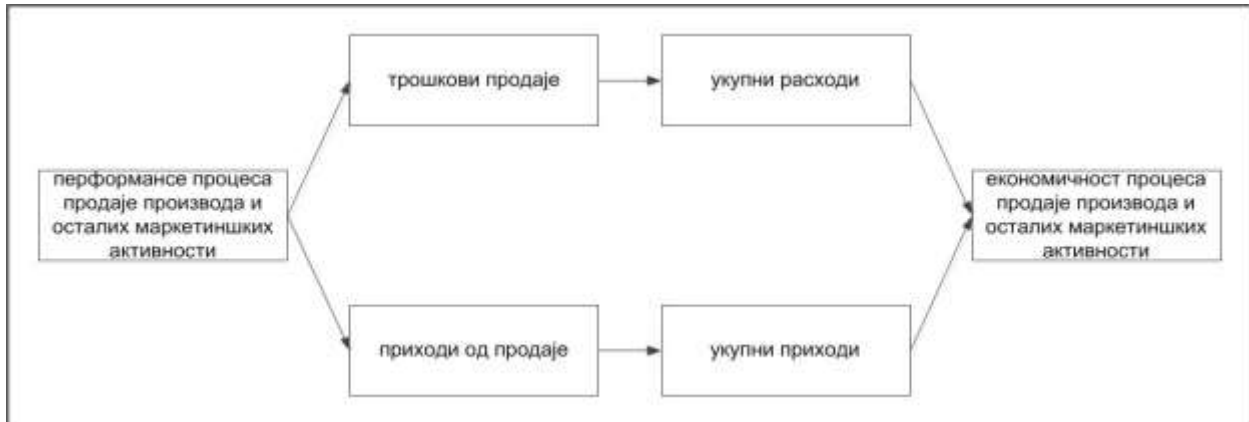 трошкови продаје
укупни расходи
перформансе процеса
продаје производа и
осталих маркетиншких
активности
економичност процеса
продаје производа и
осталих маркетиншких
активности
приходи од продаје
укупни приходи